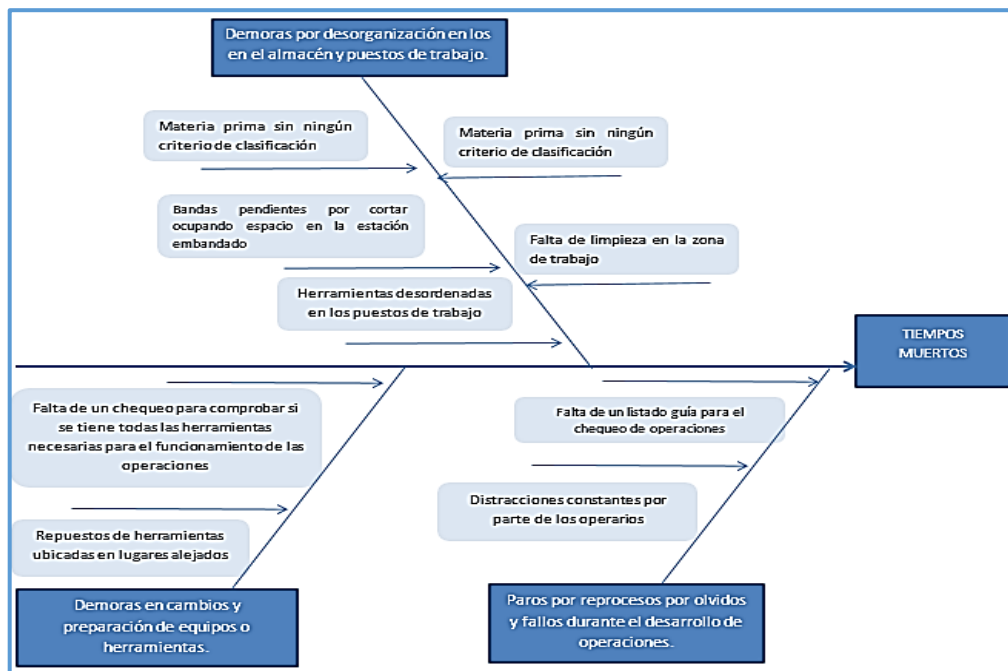 Demoras por desorganización en los
en el almacén y puestos de trabajo.
Materia prima sin ningún
criterio de clasificación
Materia prima sin ningún
criterio de clasificación
Bandas pendientes por cortar
ocupando espacio en la estación
embandado
Falta de limpieza en la zona
de trabajo
Herramientas desordenadas
en los puestos de trabajo
TIEMPOS
MUERTOS
Falta de un chequeo para comprobar si
se tiene todas las herramientas
necesarias para el funcionamiento de las
operaciones
Falta de un listado guía para el
chequeo de operaciones
Distracciones constantes por
parte de los operarios
Repuestos de herramientas
ubicadas en lugares alejados
Demoras en cambios y
preparación de equipos o
herramientas.
Paros por reprocesos por olvidos
y fallos durante el desarrollo de
operaciones.